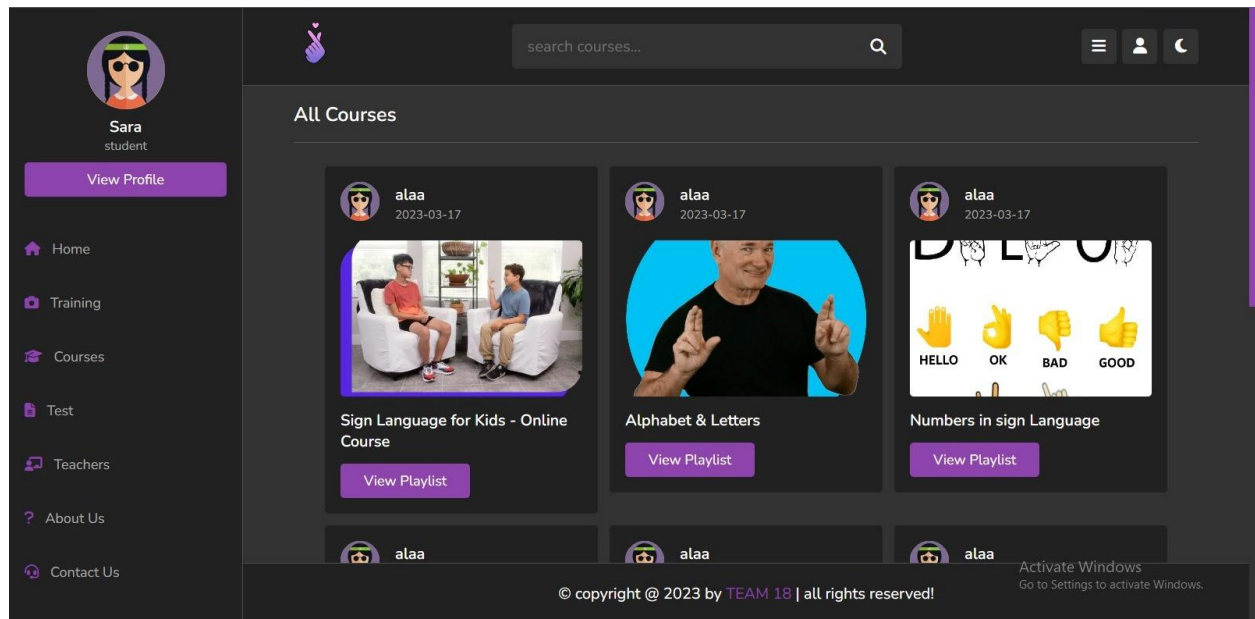 Sara
student
View Profile
Home
Training
Courses
Test
Teachers
? About Us
Contact Us
search courses...
All Courses
alaa
2023-03-17
Sign Language for Kids - Online
Course
View Playlist
alaa
2023-03-17
Alphabet & Letters
View Playlist
alaa
2023-03-17
HELLO
OK
BAD
GOOD
Numbers in sign Language
View Playlist
alaa
alaa
alaa
Activate Windows
Go to Settings to activate Windows.
© copyright @ 2023 by TEAM 18 | all rights reserved!